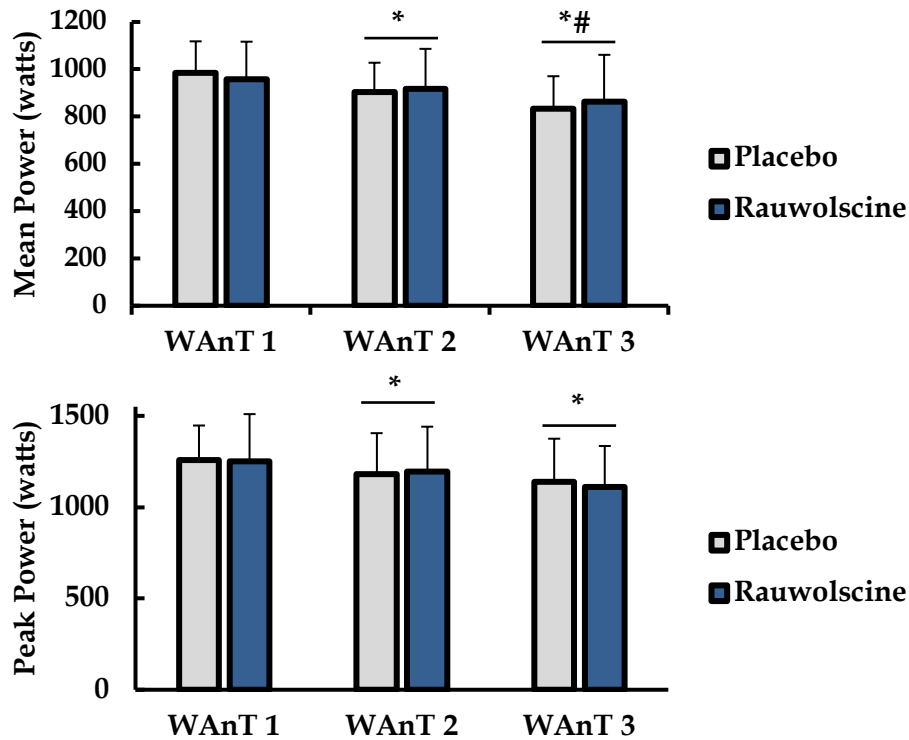 Mean Power (watts)
1200
1000
800
600
400
200
0
*
*#
WAnT 1
WAnT 2
WAnT 3
Placebo
Rauwolscine
Peak Power (watts)
1500
1000
500
0
*
*
WAnT 1
WAnT 2
WAnT 3
Placebo
Rauwolscine